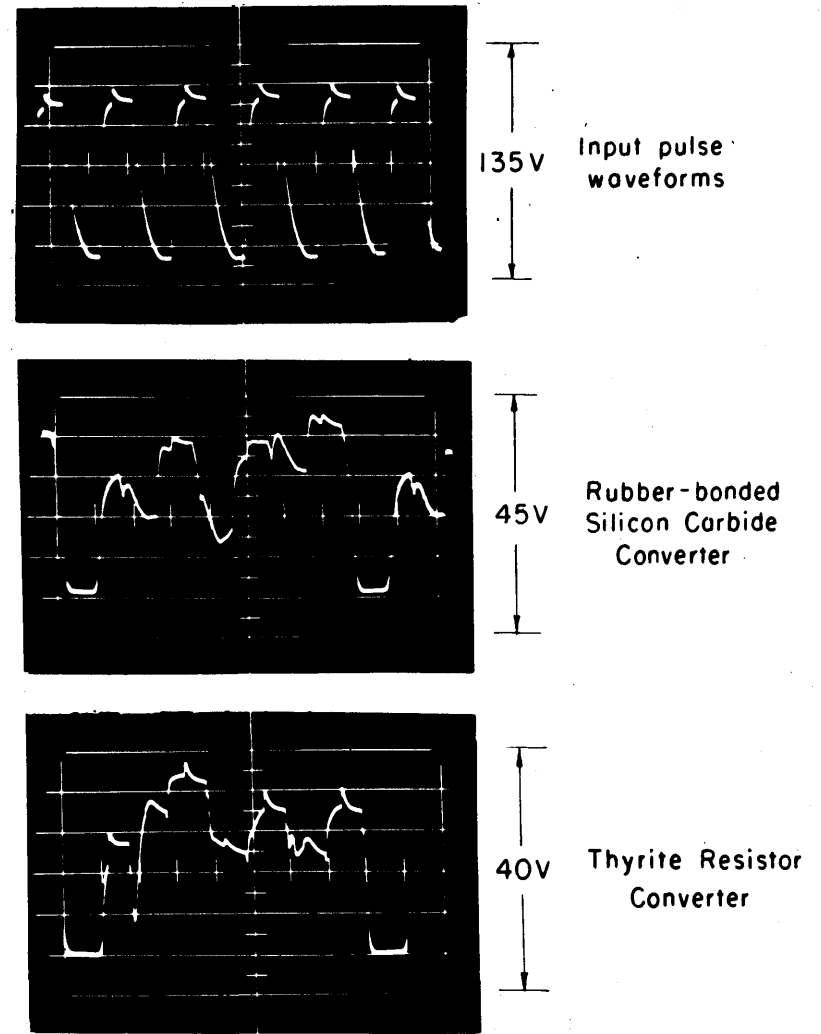 135V
Input pulse
waveforms
45V
Rubber-bonded
Silicon Carbide
Converter
40V
Thyrite Resistor
Converter